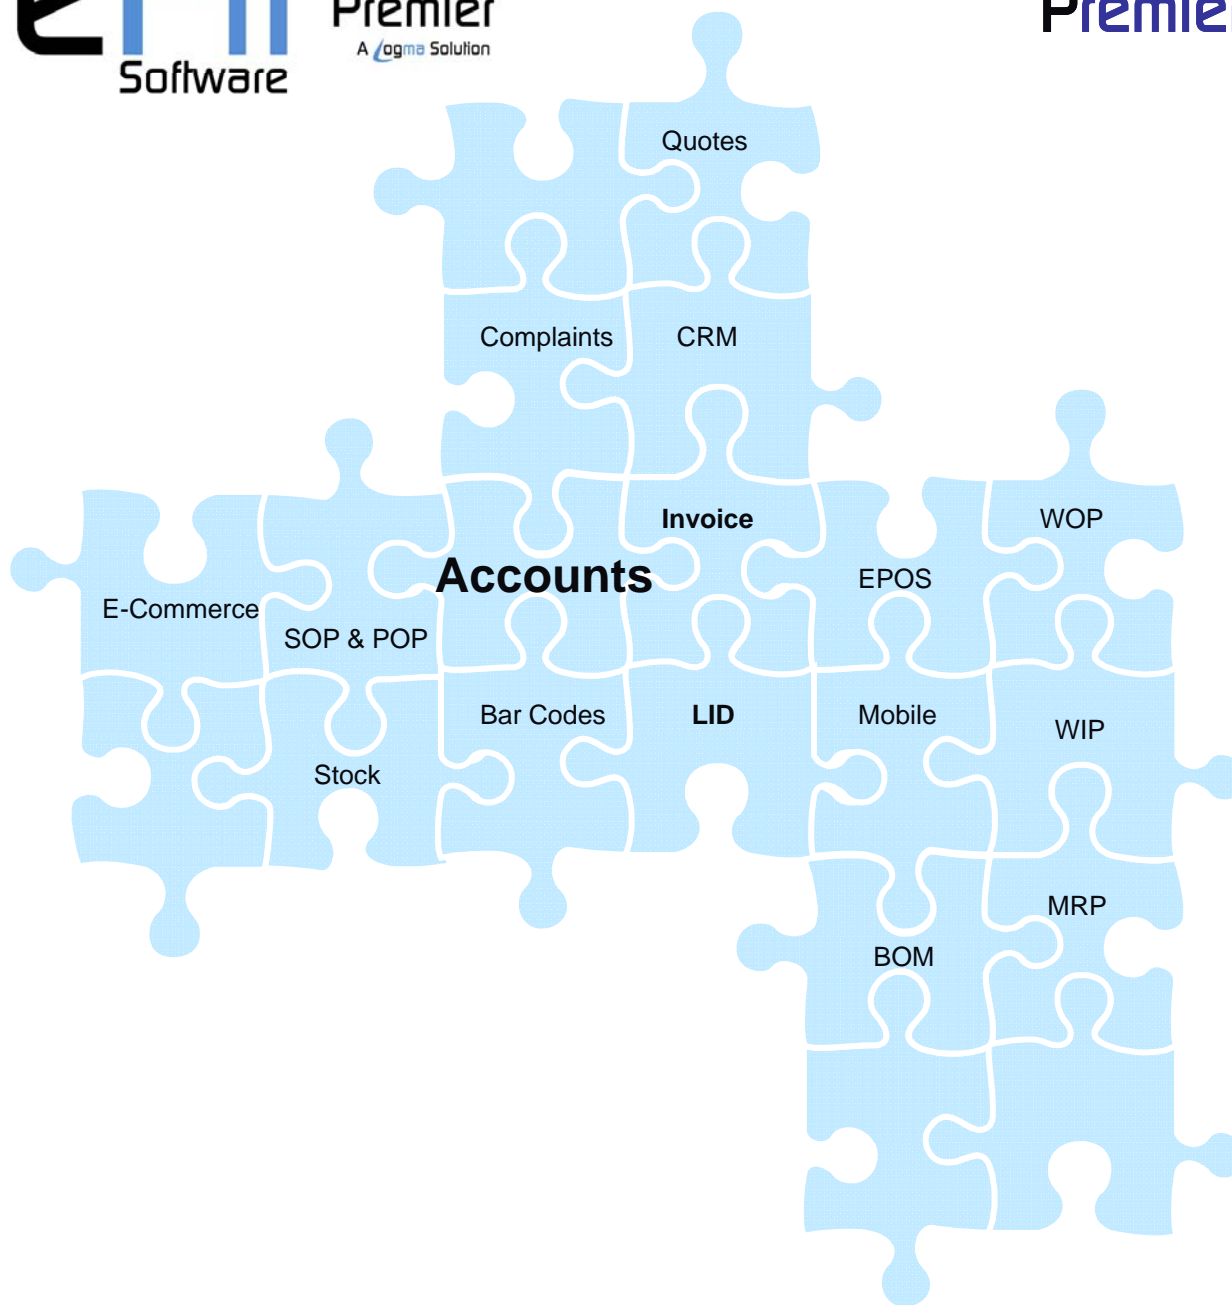 Premier
A Logma Solution
Software
Quotes
Complaints
CRM
Invoice
WOP
Accounts
EPOS
E-Commerce
SOP & POP
Bar Codes
LID
Mobile
WIP
Stock
MRP
BOM